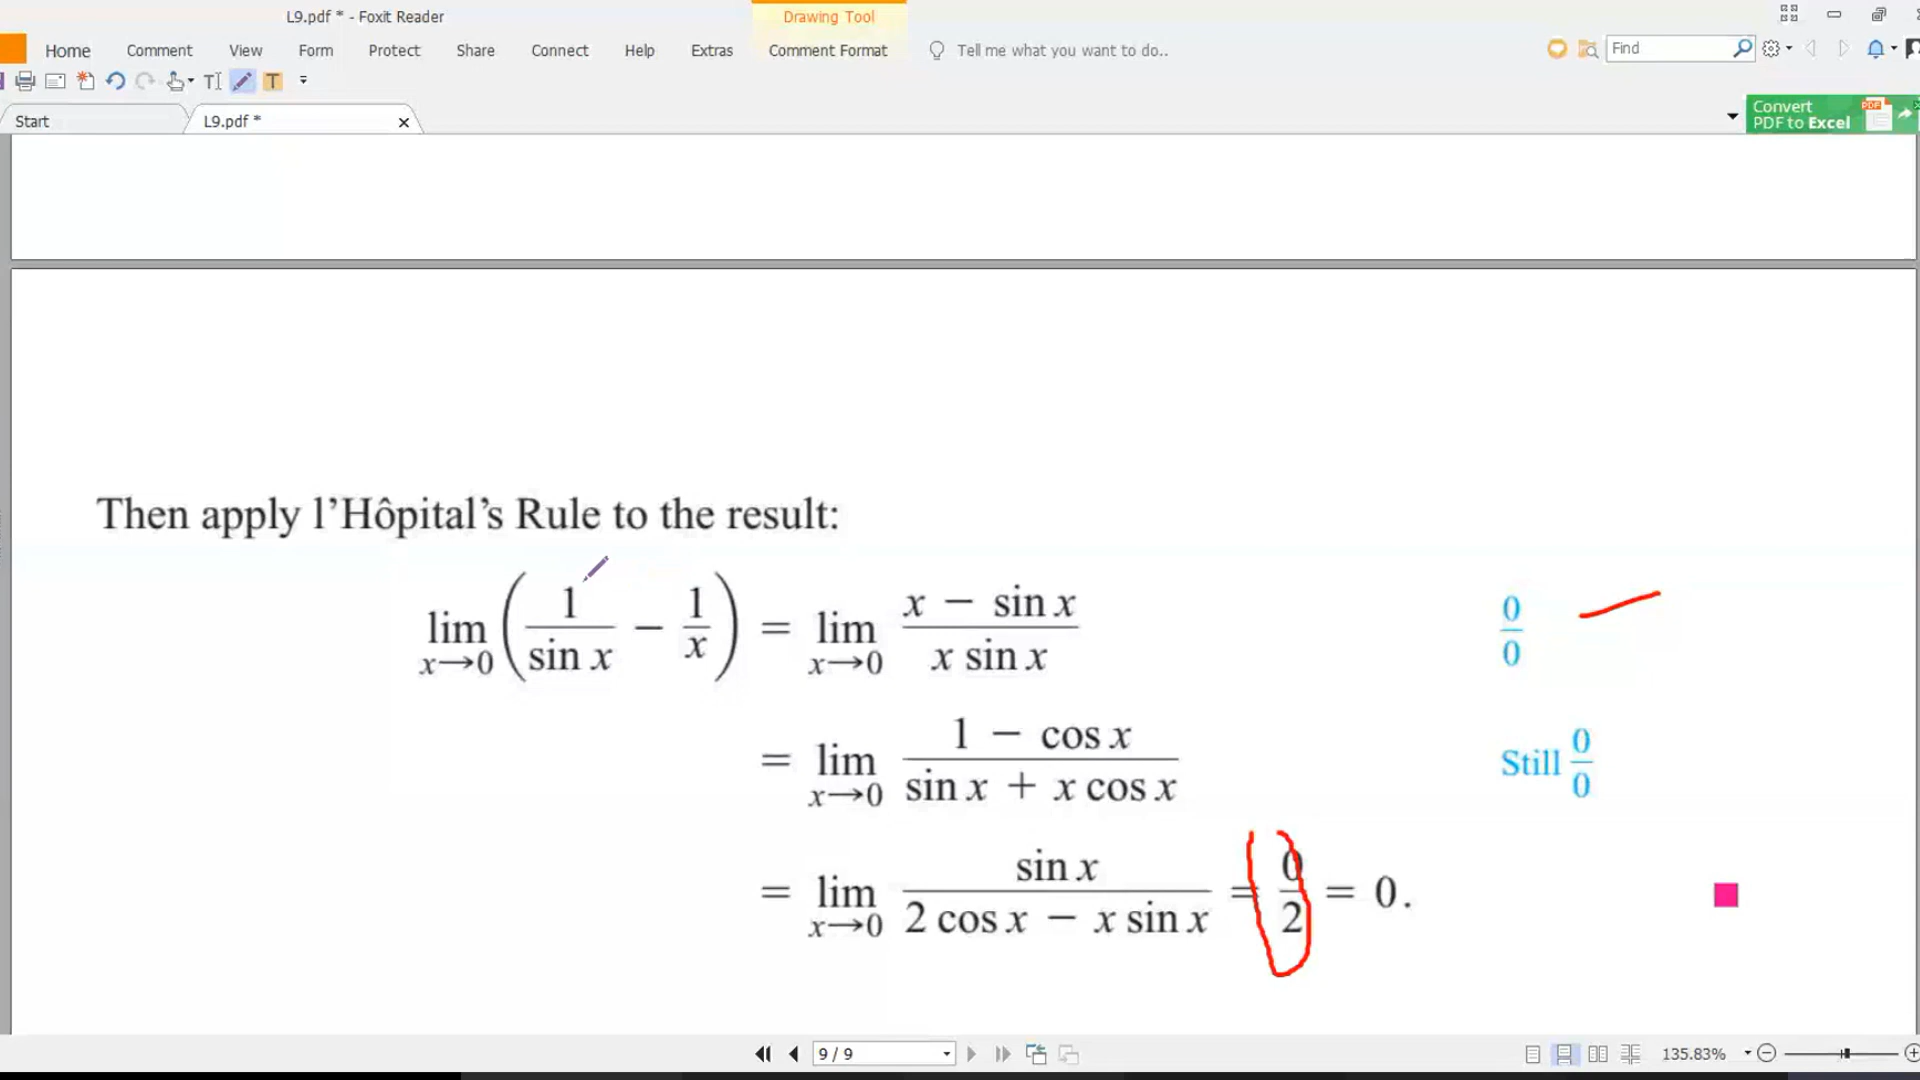 L9.pdf * - Foxit Reader
Drawing Tool
Home Comment View Form Protect Share Connect Help Extras Comment Format Tell me what you want to do.. Find
Start L9.pdf *
Convert
PDF to Excel
PDF
Then apply l’Hôpital’s Rule to the result:
lim x→0 (1/sin x − 1/x) = lim x→0 (x − sin x)/(x sin x) 0/0
= lim x→0 (1 − cos x)/(sin x + x cos x) Still 0/0
= lim x→0 sin x/(2 cos x − x sin x) = 0/2 = 0.
9 / 9 135.83%